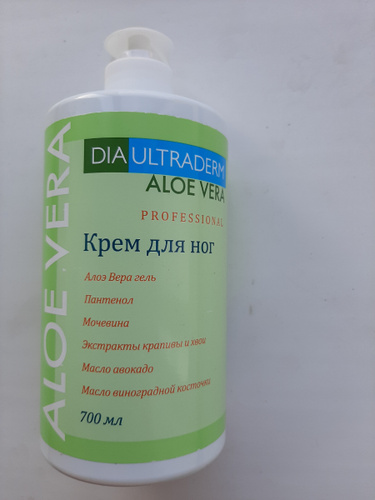 ALOE VERA
DIA ULTRADERM
ALOE VERA
PROFESSIONAL
Крем для ног
Алоэ Вера гель
Пантенол
Мочевина
Экстракты крапивы и хвои
Масло авокадо
Масло виноградной косточки
700 мл